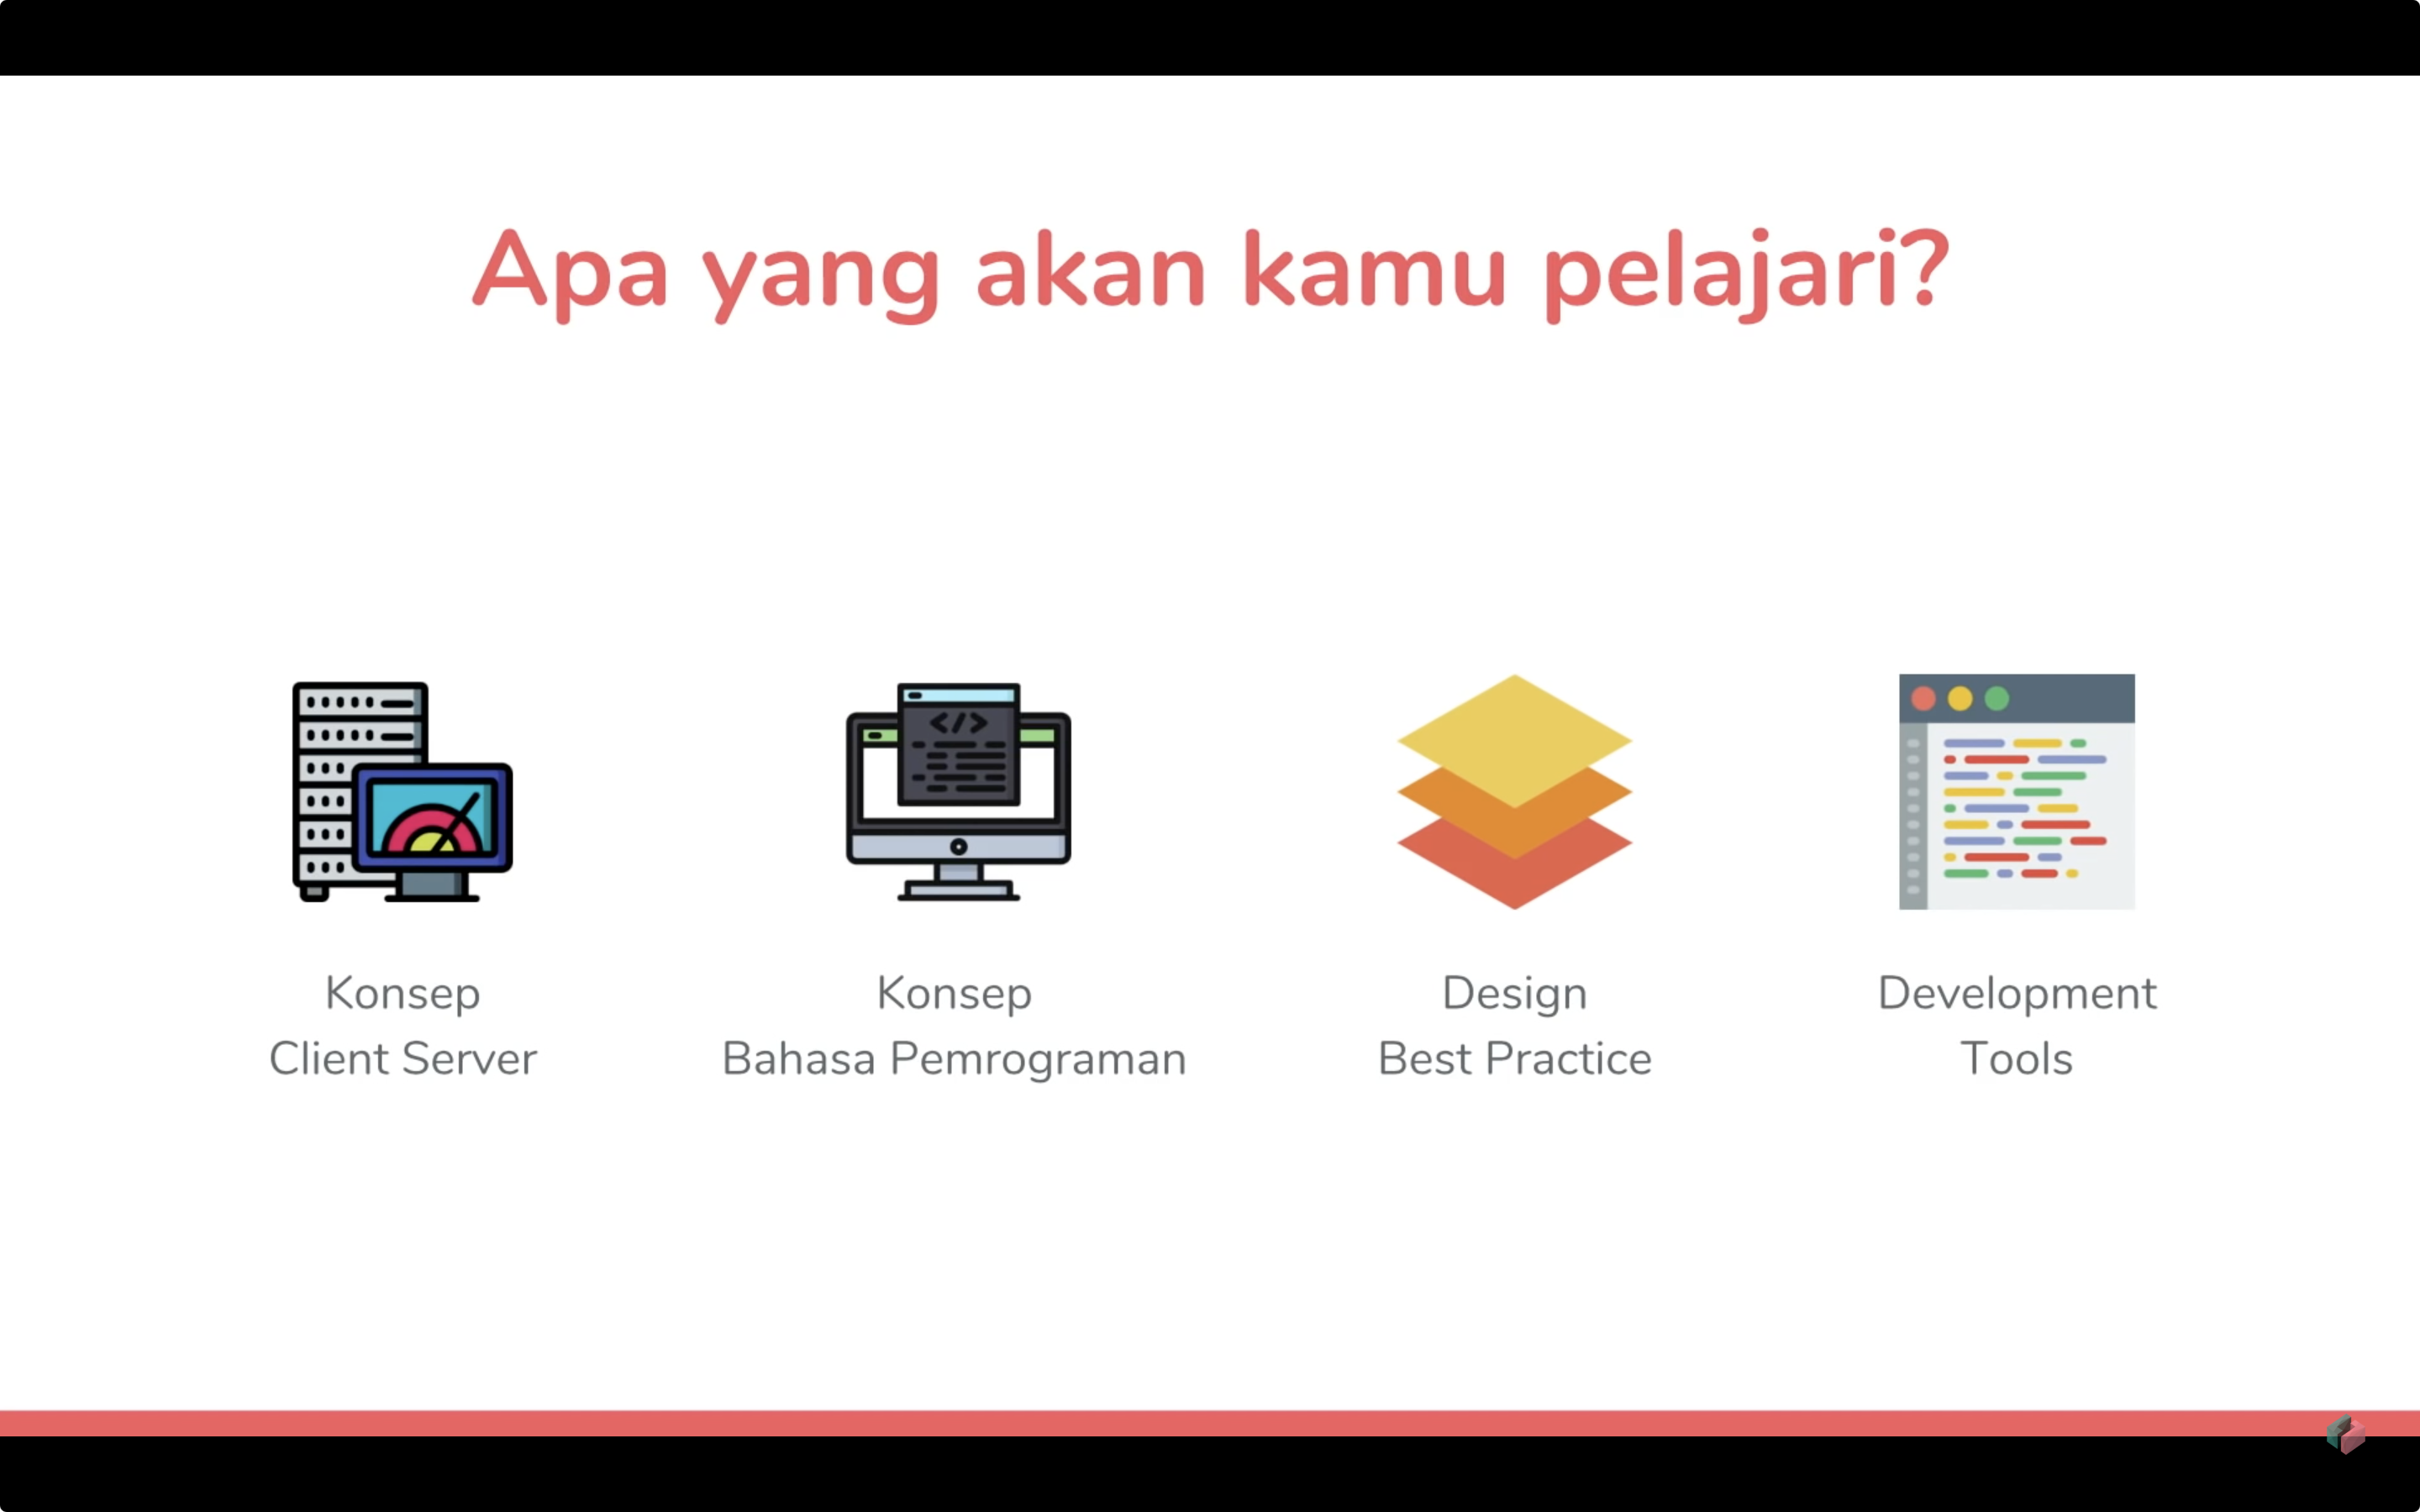 Apa yang akan kamu pelajari?
</>
Konsep
Client Server
Konsep
Bahasa Pemrograman
Design
Best Practice
Development
Tools